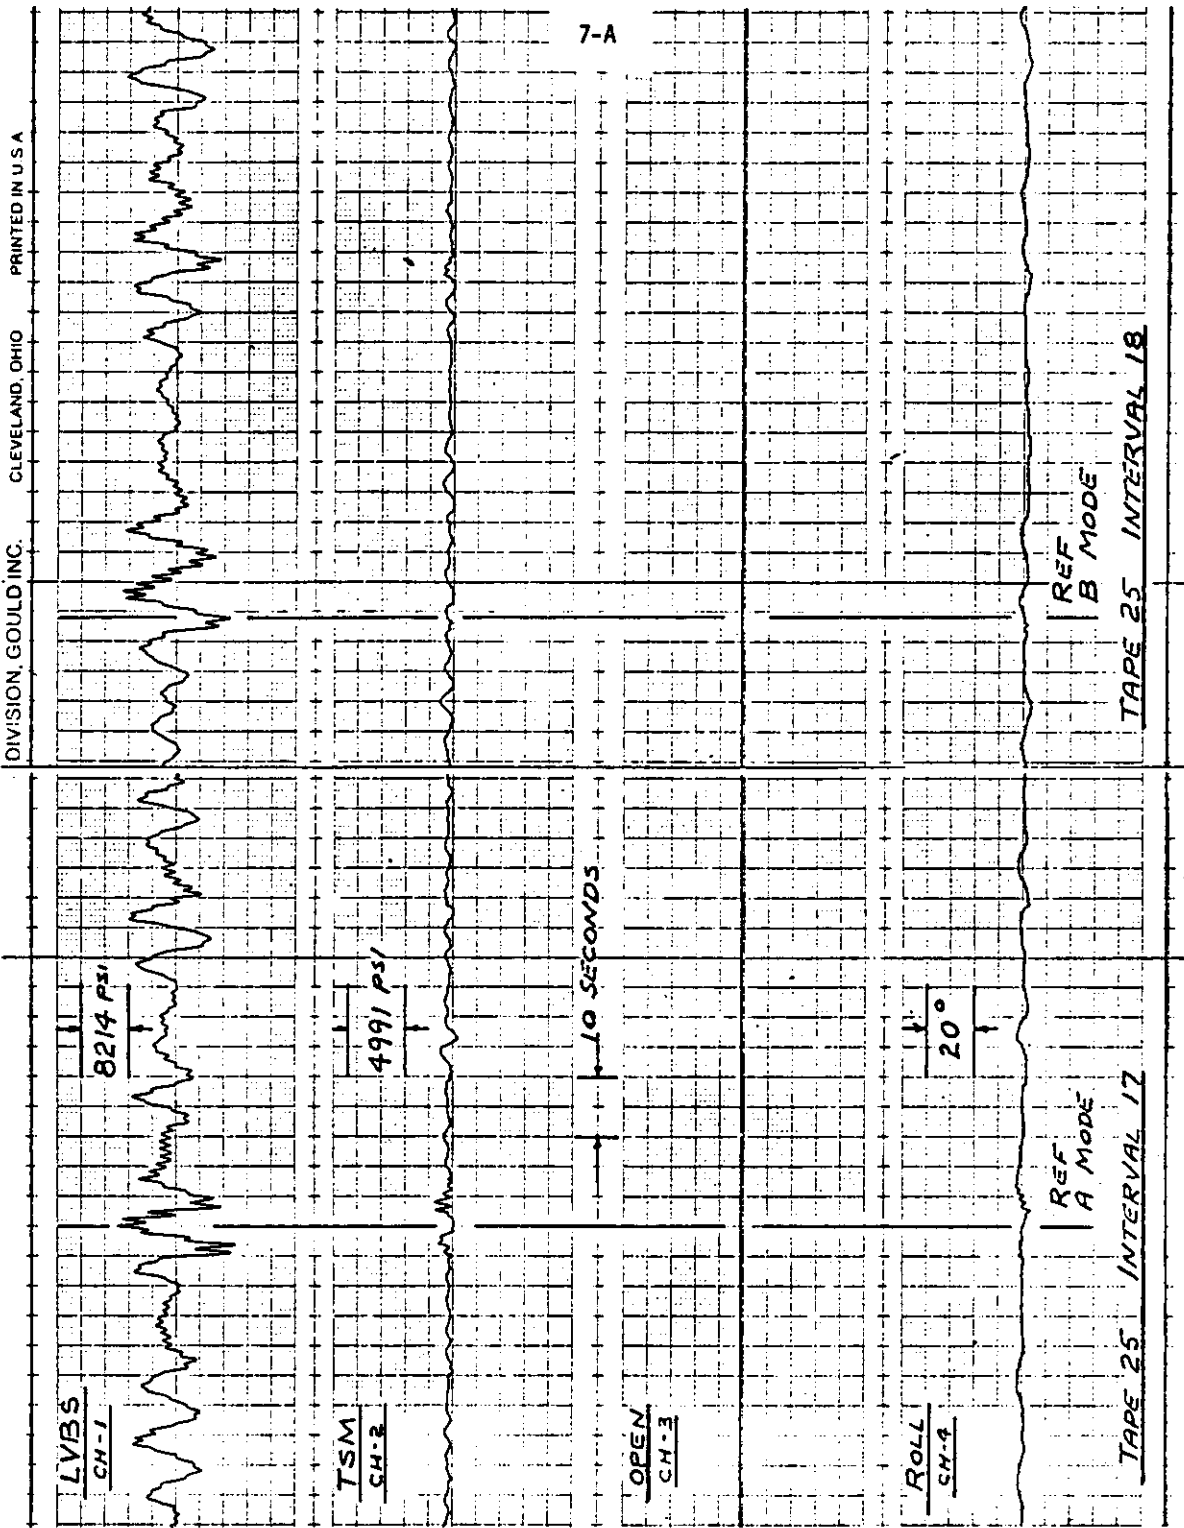 7-A
DIVISION, GOULD INC. CLEVELAND, OHIO PRINTED IN U.S.A
LVBS
CH-1
8214 PSI
TSM
CH-2
4991 PSI
OPEN
CH-3
10 SECONDS
ROLL
CH-4
20°
REF
A MODE
TAPE 25 INTERVAL 17
REF
B MODE
TAPE 25 INTERVAL 18